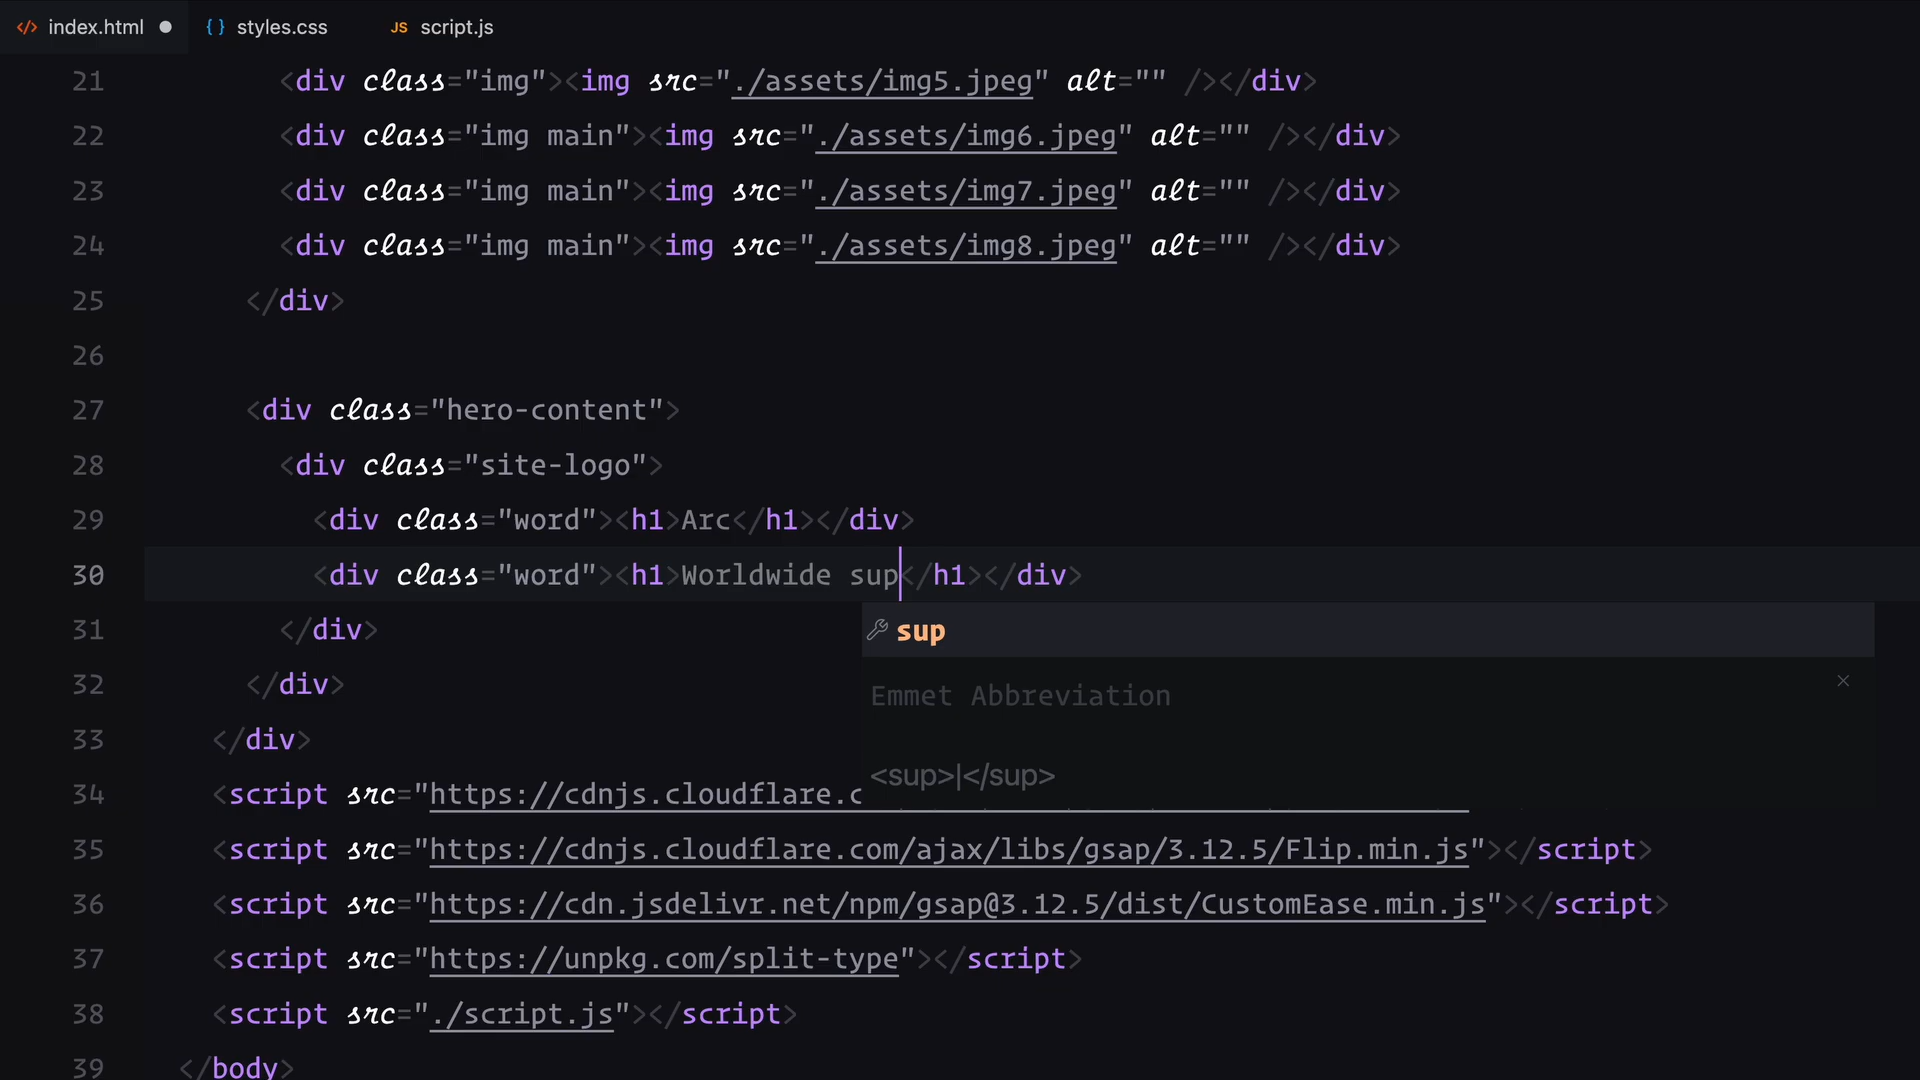 </> index.html ● { } styles.css JS script.js
21 <div class="img"><img src="./assets/img5.jpeg" alt="" /></div>
22 <div class="img main"><img src="./assets/img6.jpeg" alt="" /></div>
23 <div class="img main"><img src="./assets/img7.jpeg" alt="" /></div>
24 <div class="img main"><img src="./assets/img8.jpeg" alt="" /></div>
25 </div>
26
27 <div class="hero-content">
28 <div class="site-logo">
29 <div class="word"><h1>Arc</h1></div>
30 <div class="word"><h1>Worldwide sup</h1></div>
31 </div>
sup
32 </div>
Emmet Abbreviation ×
33 </div>
<sup>|</sup>
34 <script src="https://cdnjs.cloudflare.c
35 <script src="https://cdnjs.cloudflare.com/ajax/libs/gsap/3.12.5/Flip.min.js"></script>
36 <script src="https://cdn.jsdelivr.net/npm/gsap@3.12.5/dist/CustomEase.min.js"></script>
37 <script src="https://unpkg.com/split-type"></script>
38 <script src="./script.js"></script>
39 </body>